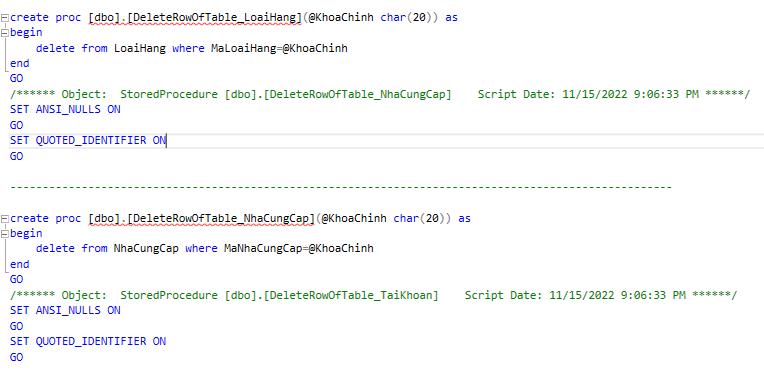 create proc [dbo].[DeleteRowOfTable_LoaiHang](@KhoaChinh char(20)) as
begin
    delete from LoaiHang where MaLoaiHang=@KhoaChinh
end
GO
/****** Object:  StoredProcedure [dbo].[DeleteRowOfTable_NhaCungCap]    Script Date: 11/15/2022 9:06:33 PM ******/
SET ANSI_NULLS ON
GO
SET QUOTED_IDENTIFIER ON
GO
------------------------------------------------------------------------------------------------------
create proc [dbo].[DeleteRowOfTable_NhaCungCap](@KhoaChinh char(20)) as
begin
    delete from NhaCungCap where MaNhaCungCap=@KhoaChinh
end
GO
/****** Object:  StoredProcedure [dbo].[DeleteRowOfTable_TaiKhoan]    Script Date: 11/15/2022 9:06:33 PM ******/
SET ANSI_NULLS ON
GO
SET QUOTED_IDENTIFIER ON
GO